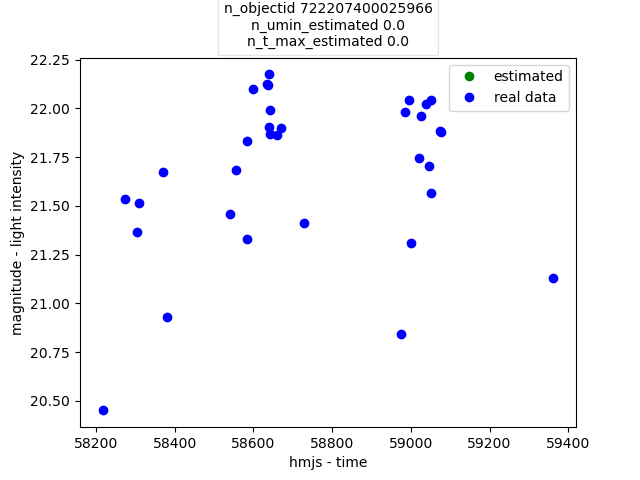 n_objectid 722207400025966
n_umin_estimated 0.0
n_t_max_estimated 0.0
22.25
22.00
21.75
21.50
21.25
21.00
20.75
20.50
magnitude - light intensity
estimated
real data
58200 58400 58600 58800 59000 59200 59400
hmjs - time